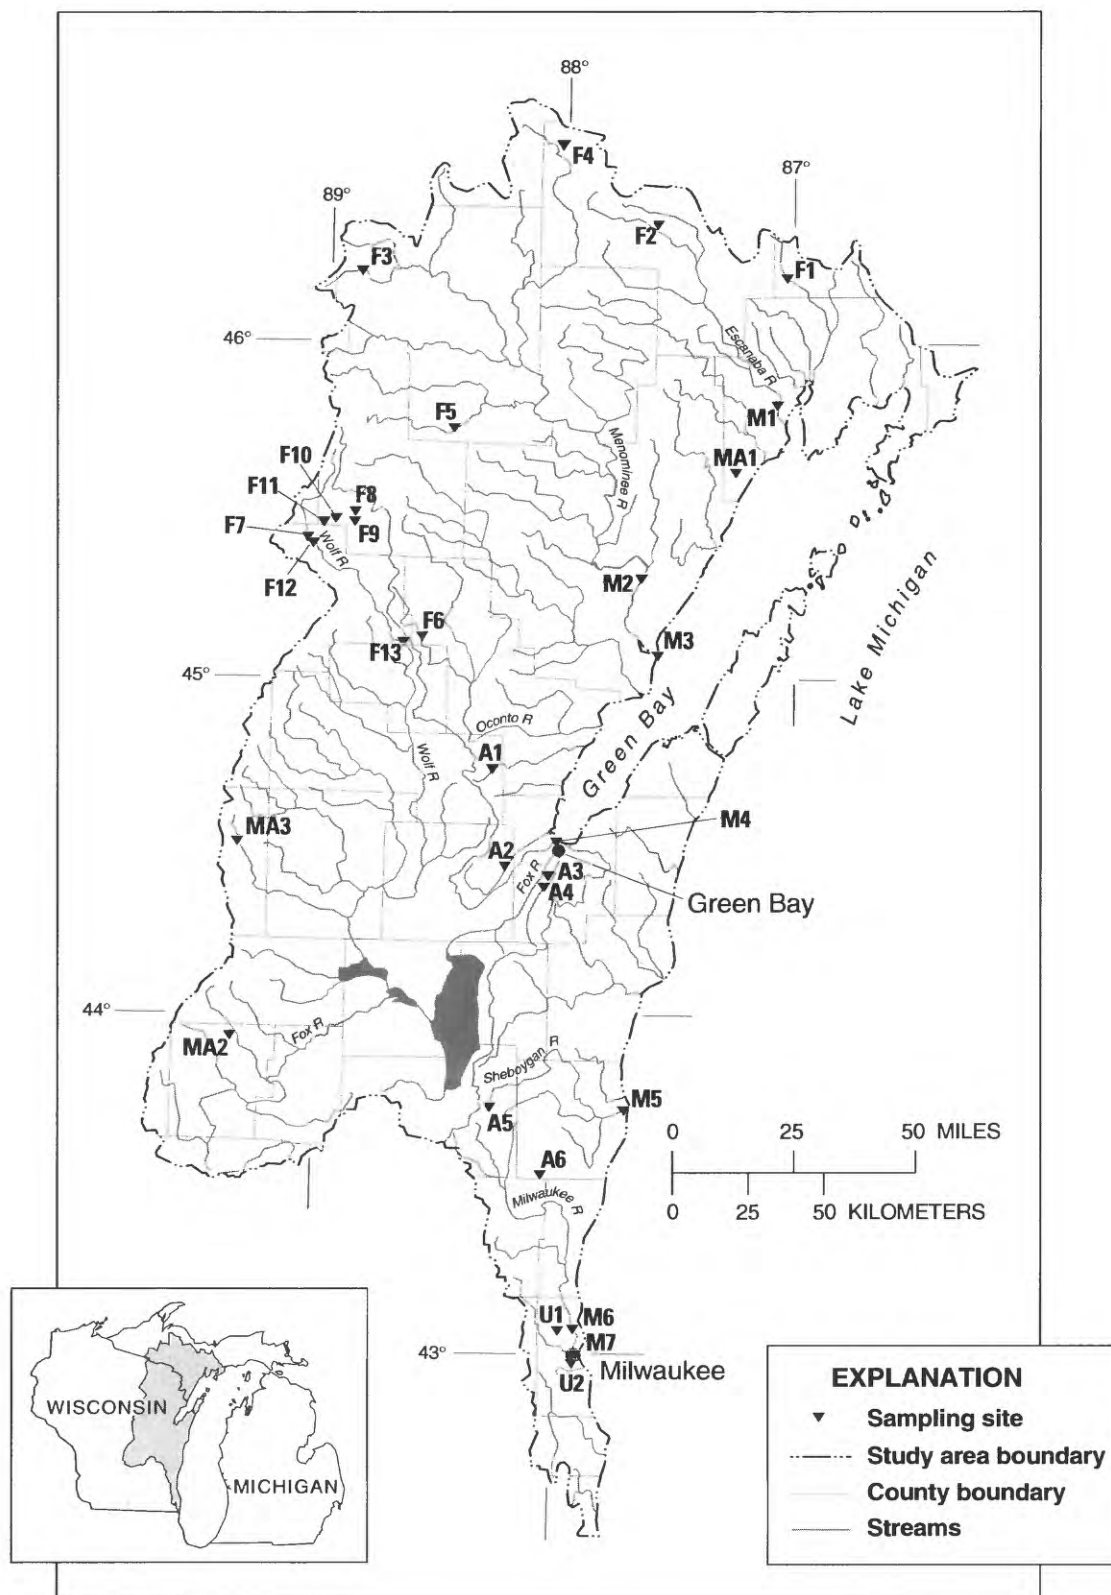 88°
F4
87°
89°
F2
F3
F1
46°
Escanaba R
F5
M1
Menominee R
MA1
F10
F11
F8
F7
F9
Wolf R
F12
M2
Lake Michigan
F6
F13
M3
45°
Oconto R
Green Bay
A1
Wolf R
MA3
M4
A2
Fox R
A3
A4
Green Bay
44°
Fox R
MA2
Sheboygan R
A5
M5
0 25 50 MILES
A6
Milwaukee R
0 25 50 KILOMETERS
U1
M6
M7
43°
Milwaukee
U2
WISCONSIN
MICHIGAN
EXPLANATION
Sampling site
Study area boundary
County boundary
Streams